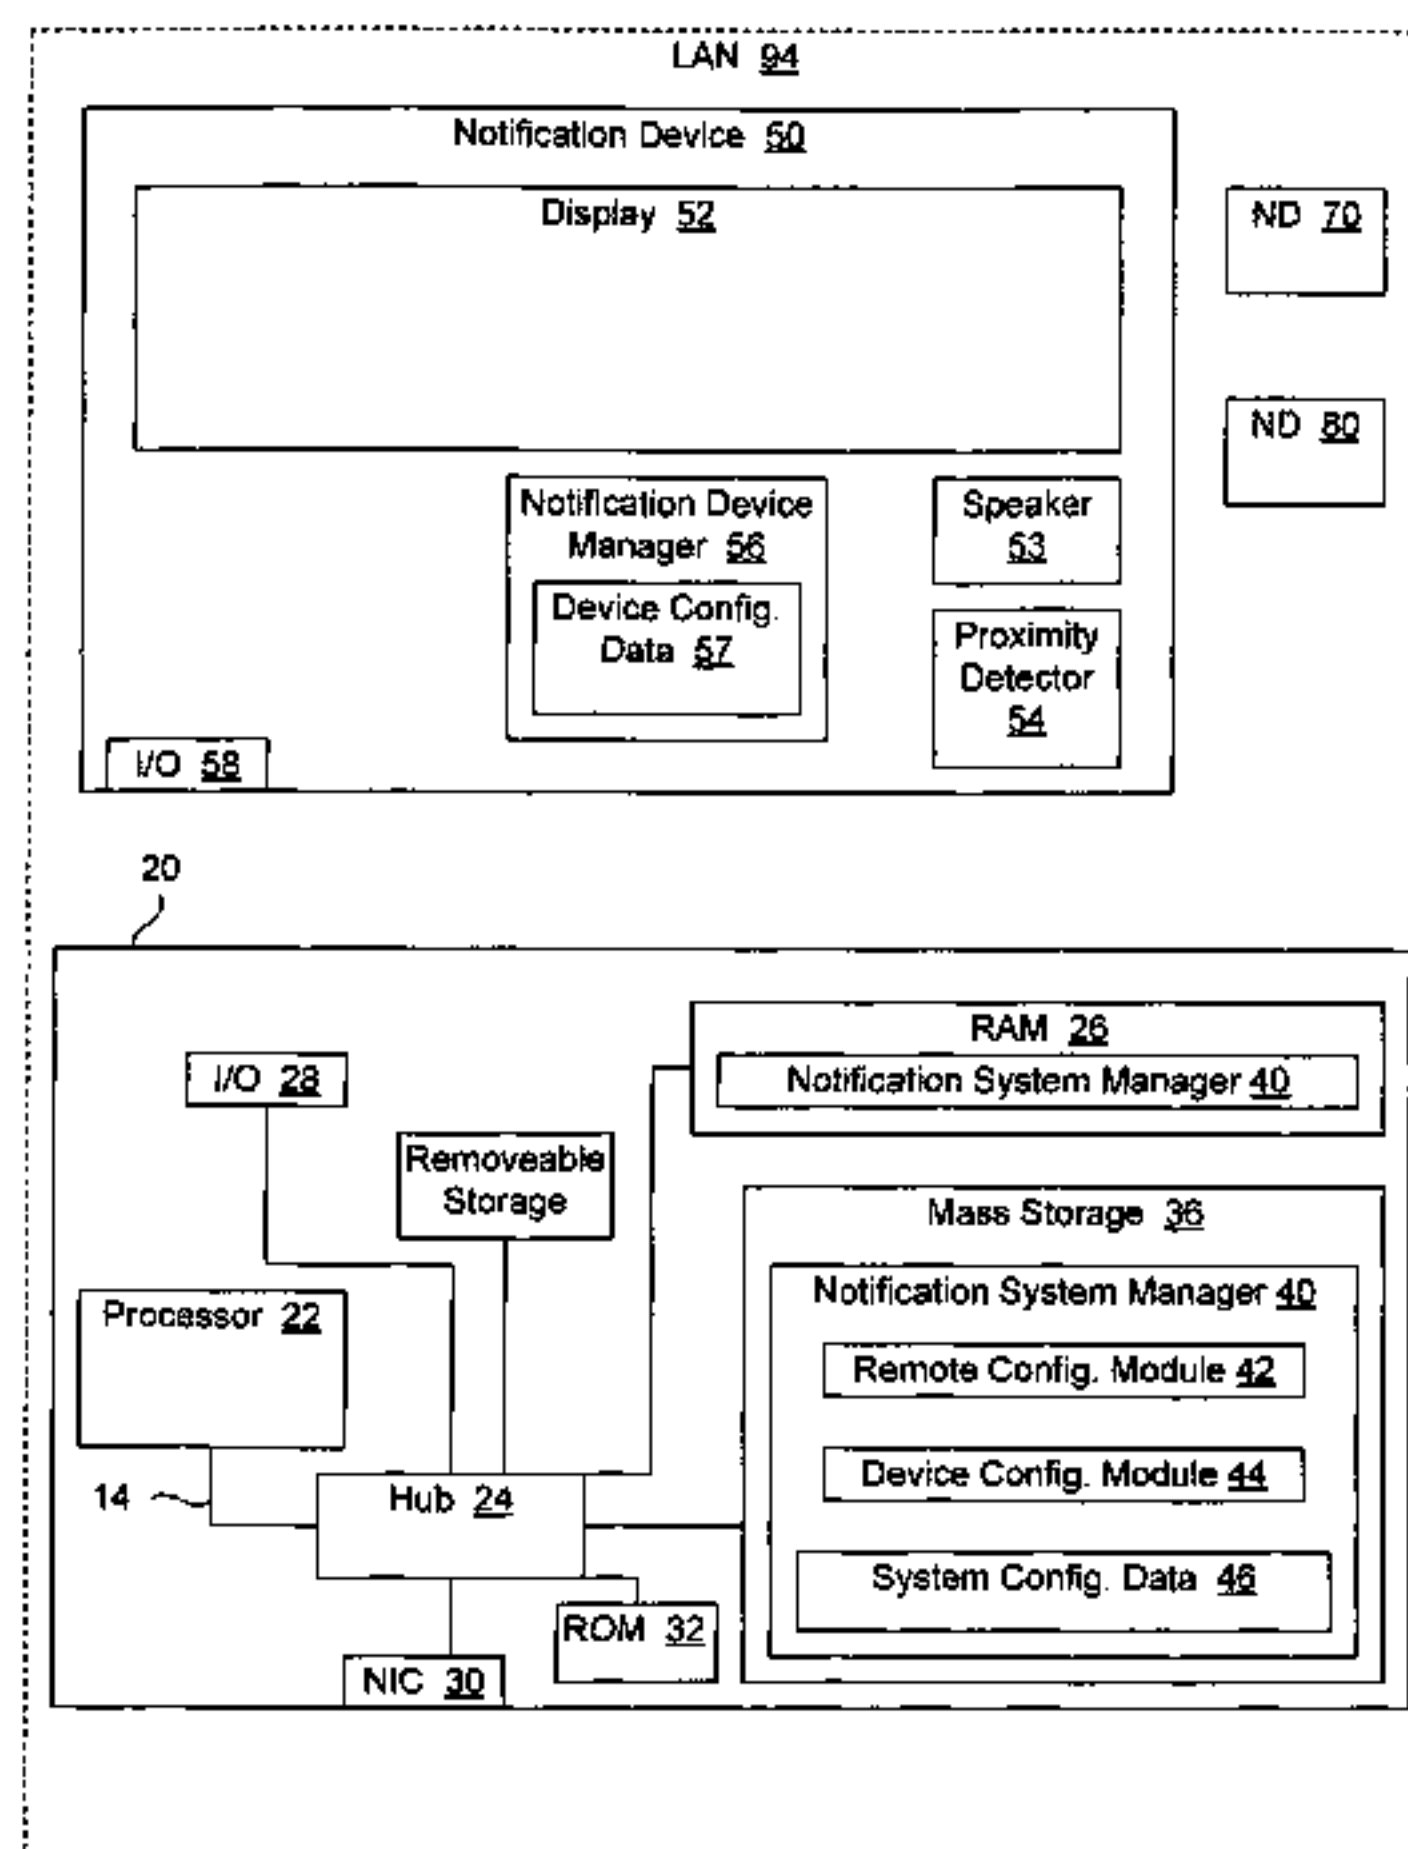 LAN 94
Notification Device 50
Display 52
ND 70
ND 80
Notification Device
Manager 56
Device Config.
Data 57
Speaker
53
Proximity
Detector
54
I/O 58
20
RAM 26
Notification System Manager 40
I/O 28
Removeable
Storage
Mass Storage 36
Notification System Manager 40
Remote Config. Module 42
Device Config. Module 44
System Config. Data 46
Processor 22
14
Hub 24
ROM 32
NIC 30